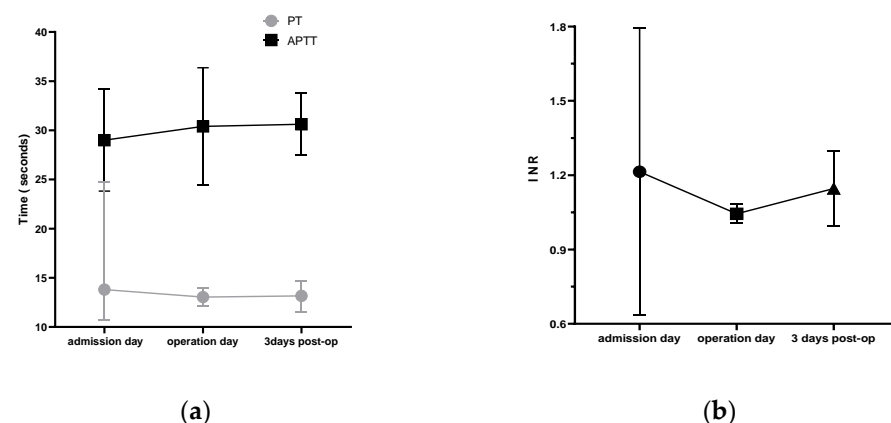 PT
APTT
40
35
30
25
20
15
10
Time ( seconds)
admission day operation day 3days post-op
(a)
1.8
1.5
1.2
0.9
0.6
INR
admission day operation day 3 days post-op
(b)